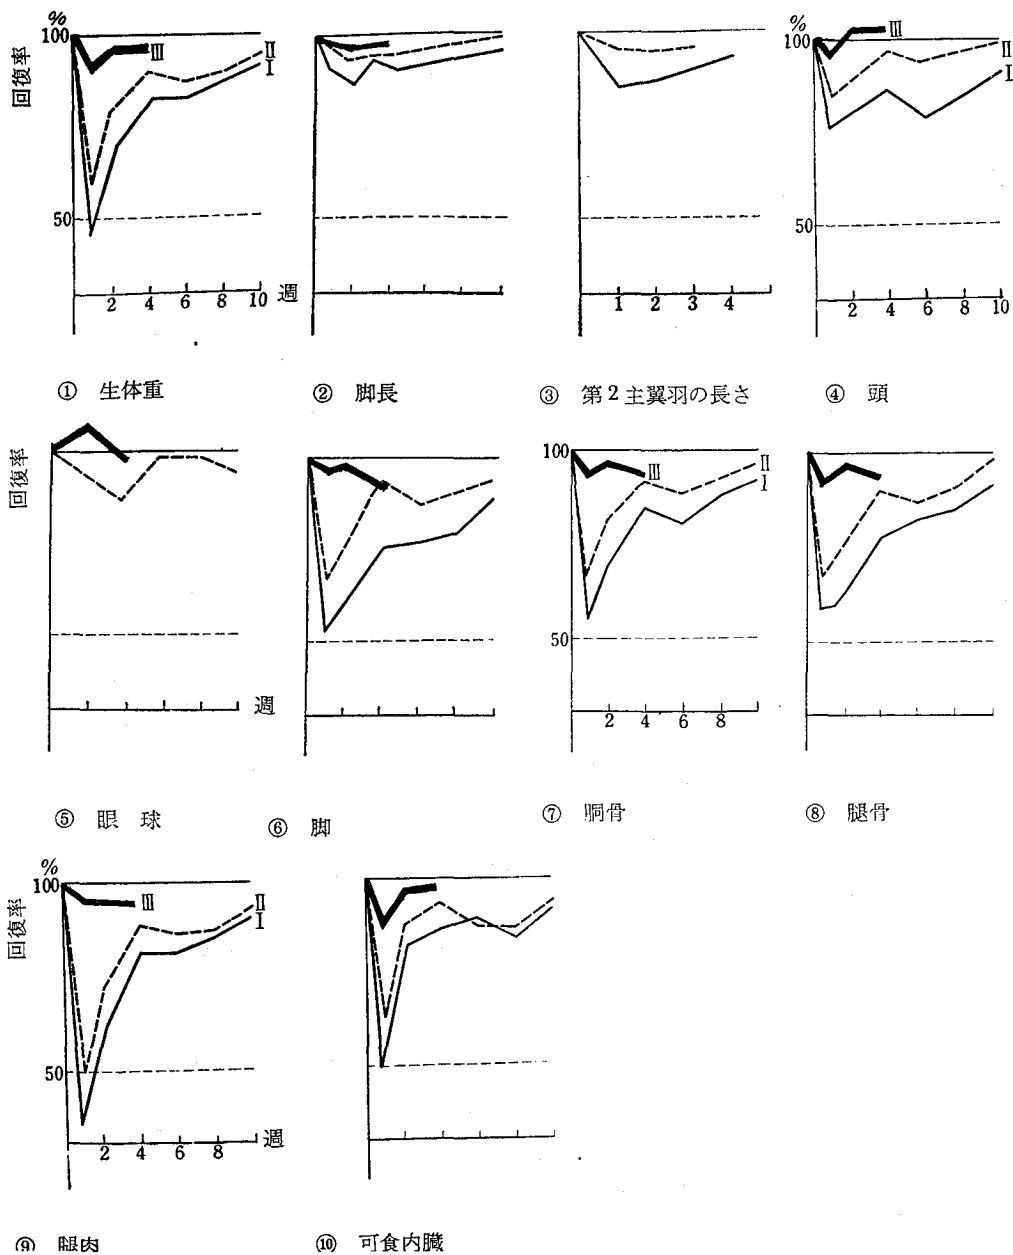 %
100
回復率
50
Ⅲ
Ⅱ
Ⅰ
2 4 6 8 10 週
1 2 3 4
%
100
50
Ⅲ
Ⅱ
Ⅰ
2 4 6 8 10
① 生体重
② 脚長
③ 第2主翼羽の長さ
④ 頭
回復率
週
100
50
Ⅲ
Ⅱ
Ⅰ
2 4 6 8
⑤ 眼球
⑥ 脚
⑦ 胴骨
⑧ 腿骨
%
100
回復率
50
Ⅲ
Ⅱ
Ⅰ
2 4 6 8 週
⑨ 腿肉
⑩ 可食内臓